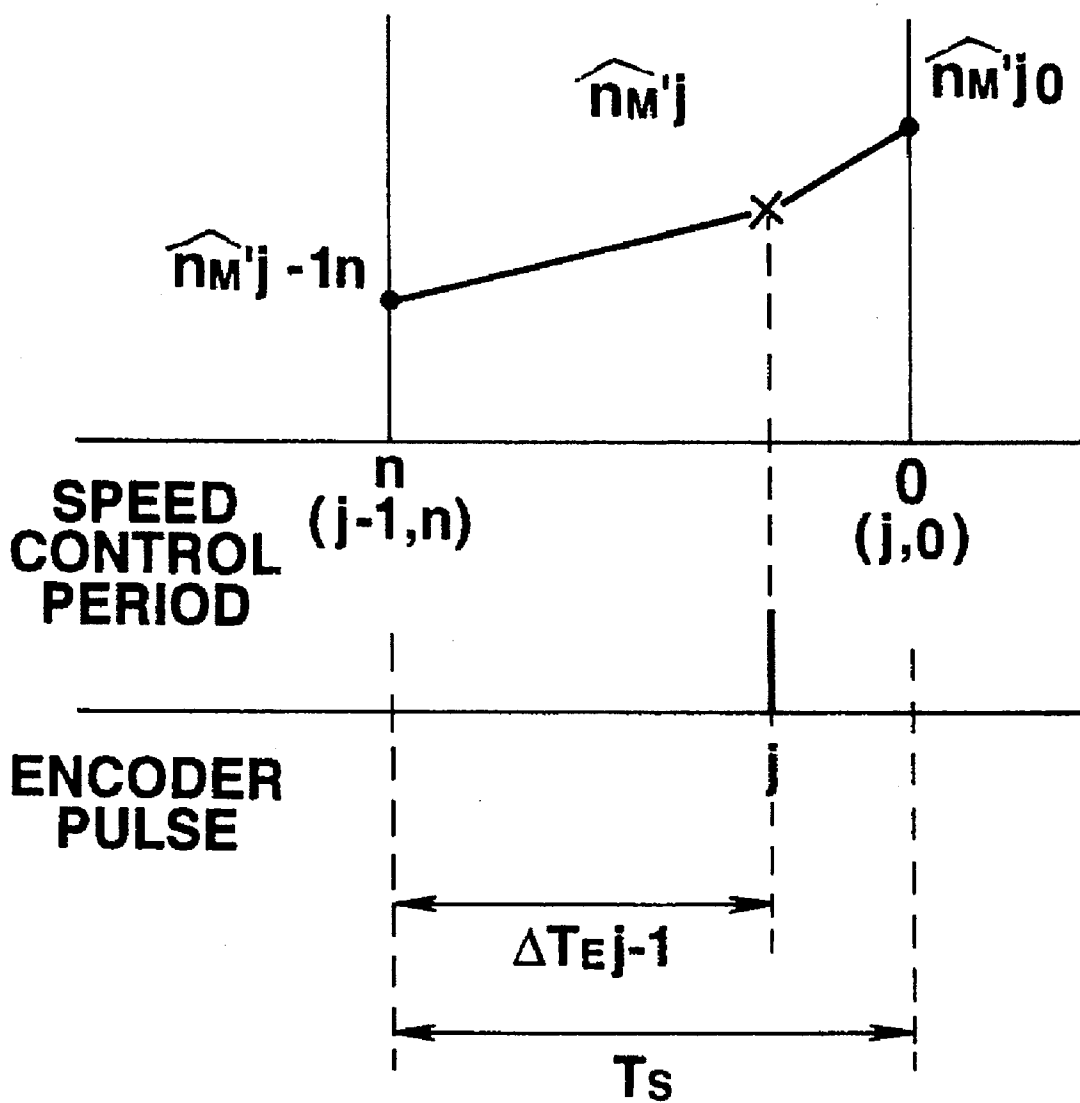 n̂M'j
n̂M'j0
n̂M'j-1n
n
(j-1,n)
0
(j,0)
SPEED
CONTROL
PERIOD
j
ENCODER
PULSE
ΔTEj-1
TS